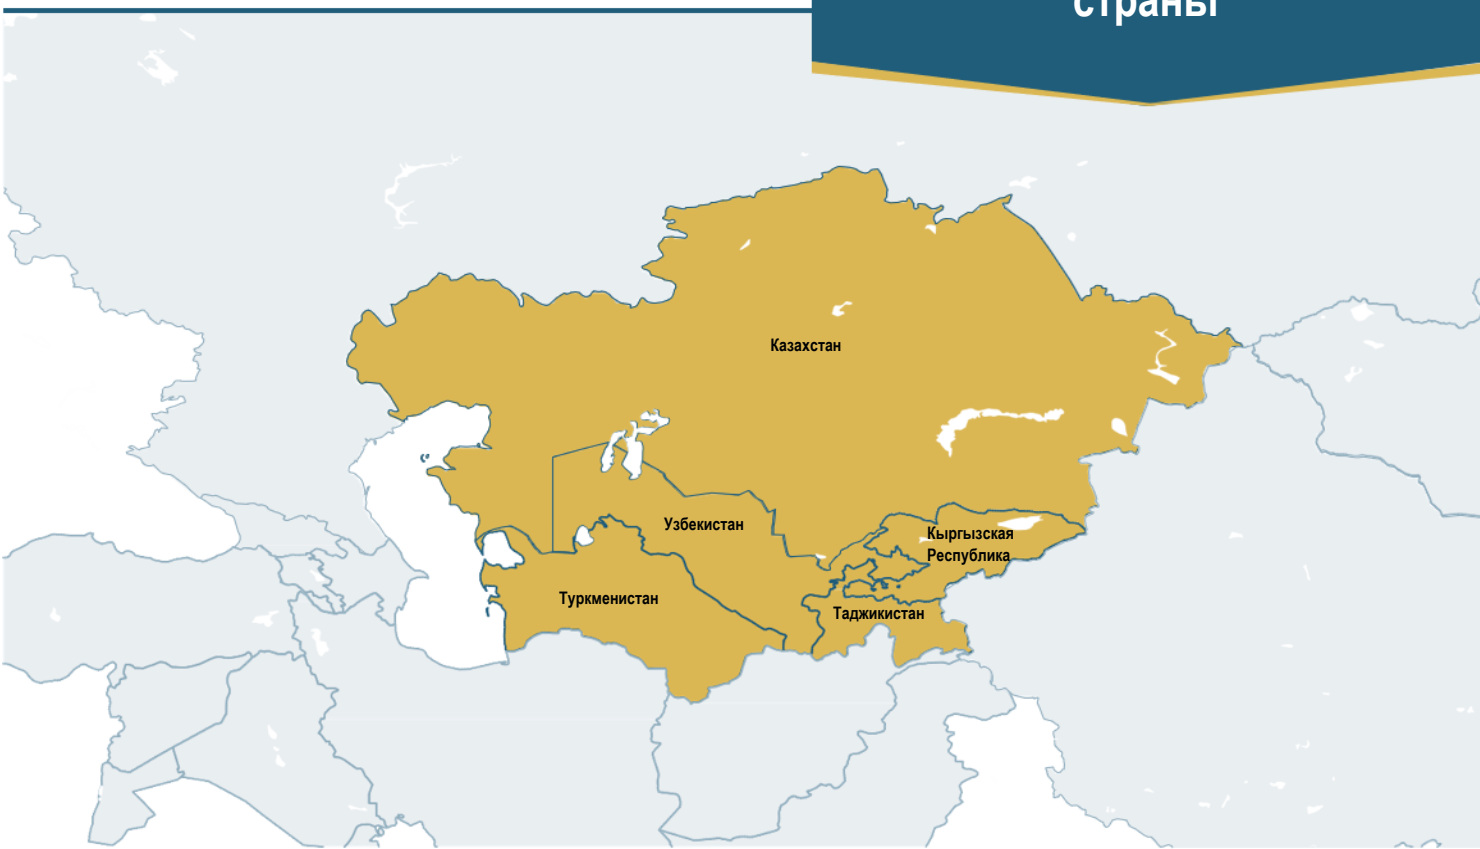 страны
Казахстан
Узбекистан
Кыргызская
Республика
Туркменистан
Таджикистан